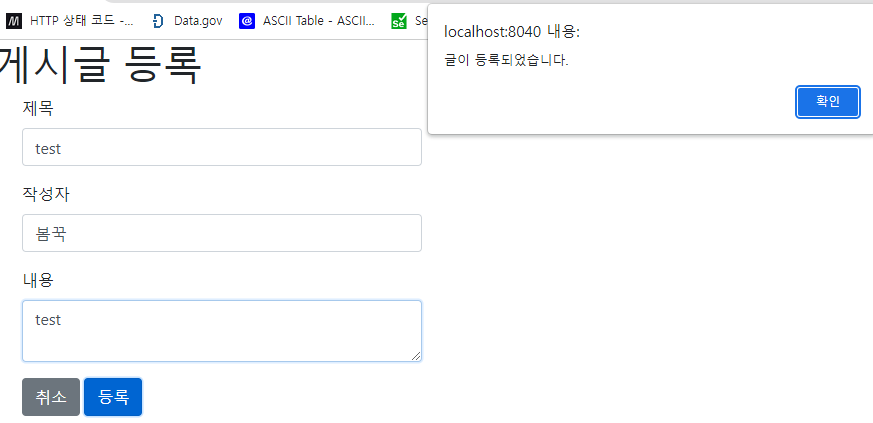 HTTP 상태 코드 -...
Data.gov
ASCII Table - ASCII...
Se
localhost:8040 내용:
글이 등록되었습니다.
확인
게시글 등록
제목
test
작성자
봄꾹
내용
test
취소
등록